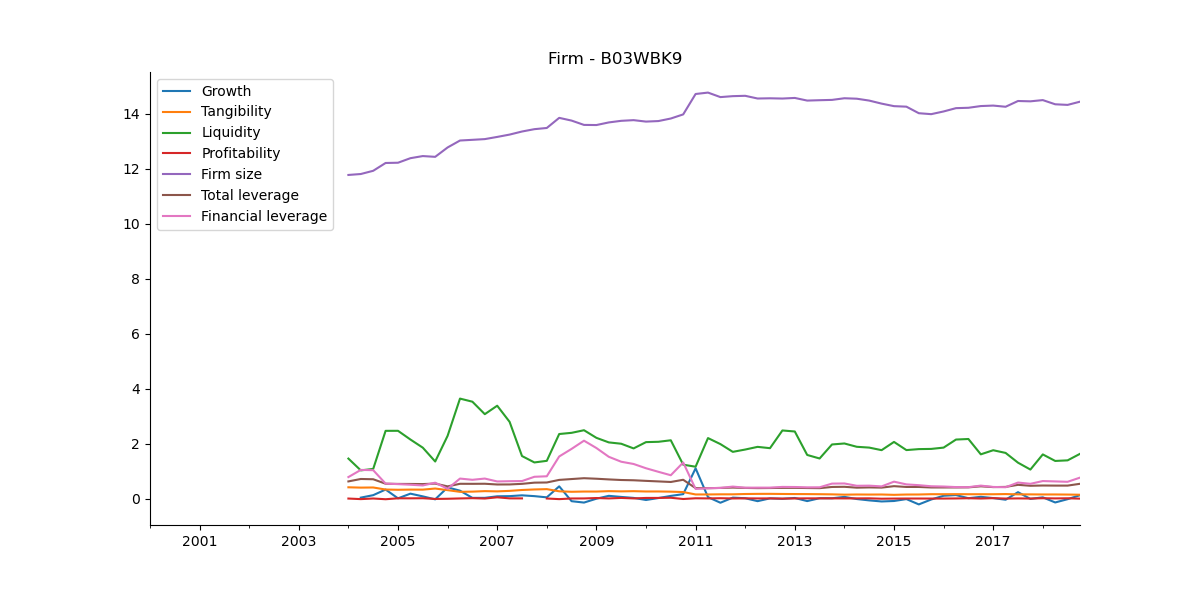 Firm - B03WBK9
Growth
Tangibility
Liquidity
Profitability
Firm size
Total leverage
Financial leverage
14
12
10
8
6
4
2
0
2001 2003 2005 2007 2009 2011 2013 2015 2017